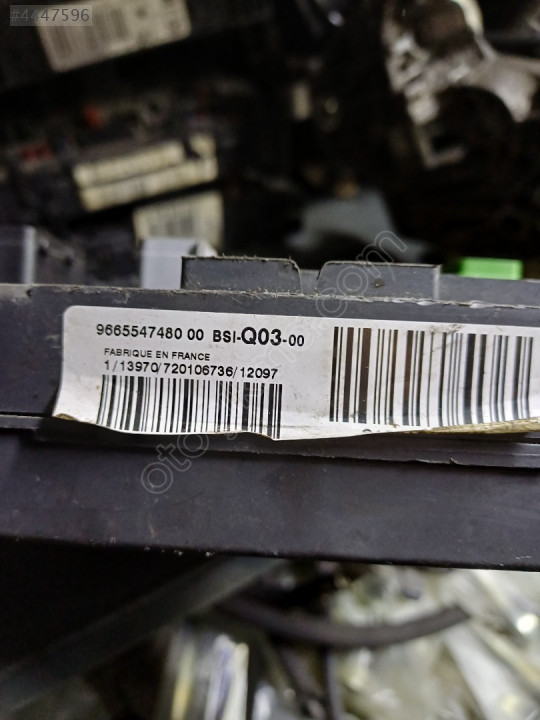 #4447596
9665547480 00 BSI-Q03-00
FABRIQUE EN FRANCE
1/13970/720106736/12097